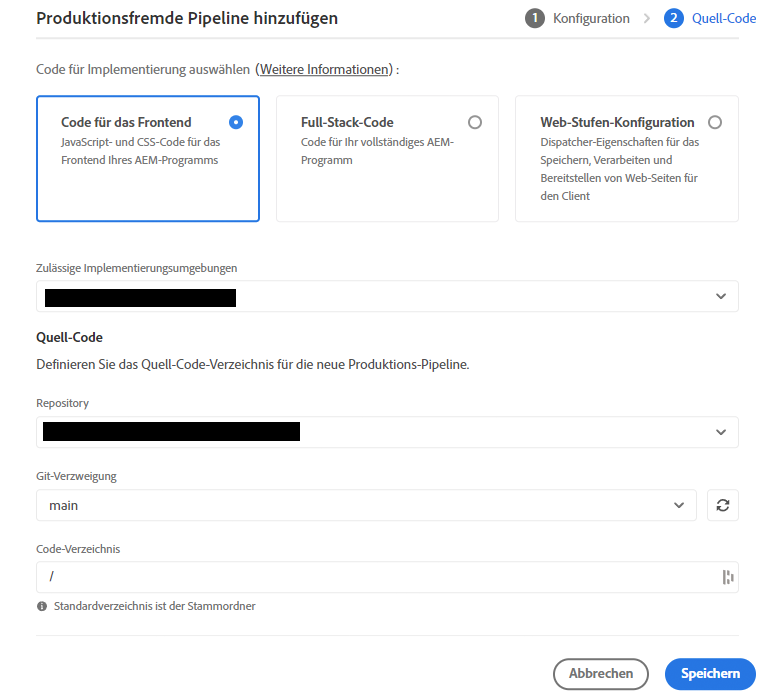 Produktionsfremde Pipeline hinzufügen
1 Konfiguration
2 Quell-Code
Code für Implementierung auswählen (Weitere Informationen) :
Code für das Frontend
JavaScript- und CSS-Code für das
Frontend Ihres AEM-Programms
Full-Stack-Code
Code für Ihr vollständiges AEM-
Programm
Web-Stufen-Konfiguration
Dispatcher-Eigenschaften für das
Speichern, Verarbeiten und
Bereitstellen von Web-Seiten für
den Client
Zulässige Implementierungsumgebungen
Quell-Code
Definieren Sie das Quell-Code-Verzeichnis für die neue Produktions-Pipeline.
Repository
Git-Verzweigung
main
Code-Verzeichnis
/
Standardverzeichnis ist der Stammordner
Abbrechen
Speichern